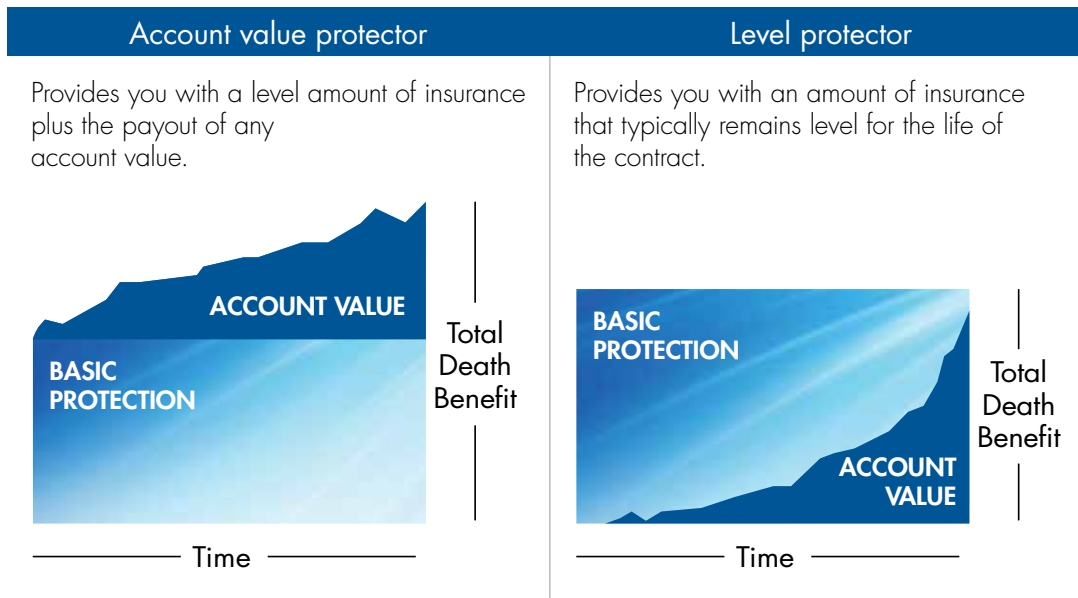 Account value protector
Provides you with a level amount of insurance
plus the payout of any
account value.
ACCOUNT VALUE
BASIC
PROTECTION
Total
Death
Benefit
Time
Level protector
Provides you with an amount of insurance
that typically remains level for the life of
the contract.
BASIC
PROTECTION
ACCOUNT
VALUE
Total
Death
Benefit
Time